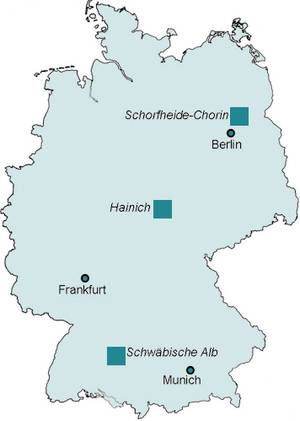 Schorfheide-Chorin
Berlin
Hainich
Frankfurt
Schwäbische Alb
Munich